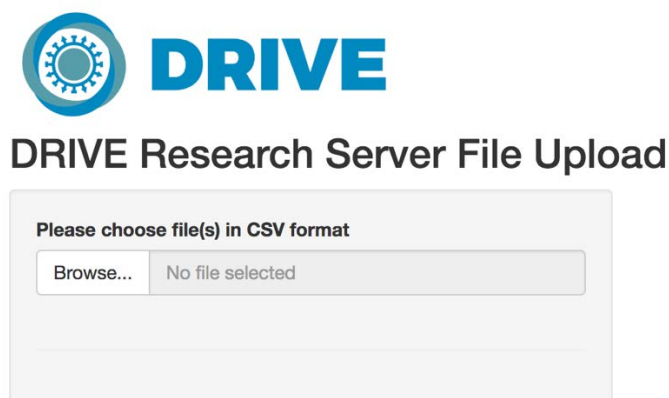 DRIVE
DRIVE Research Server File Upload
Please choose file(s) in CSV format
Browse... No file selected